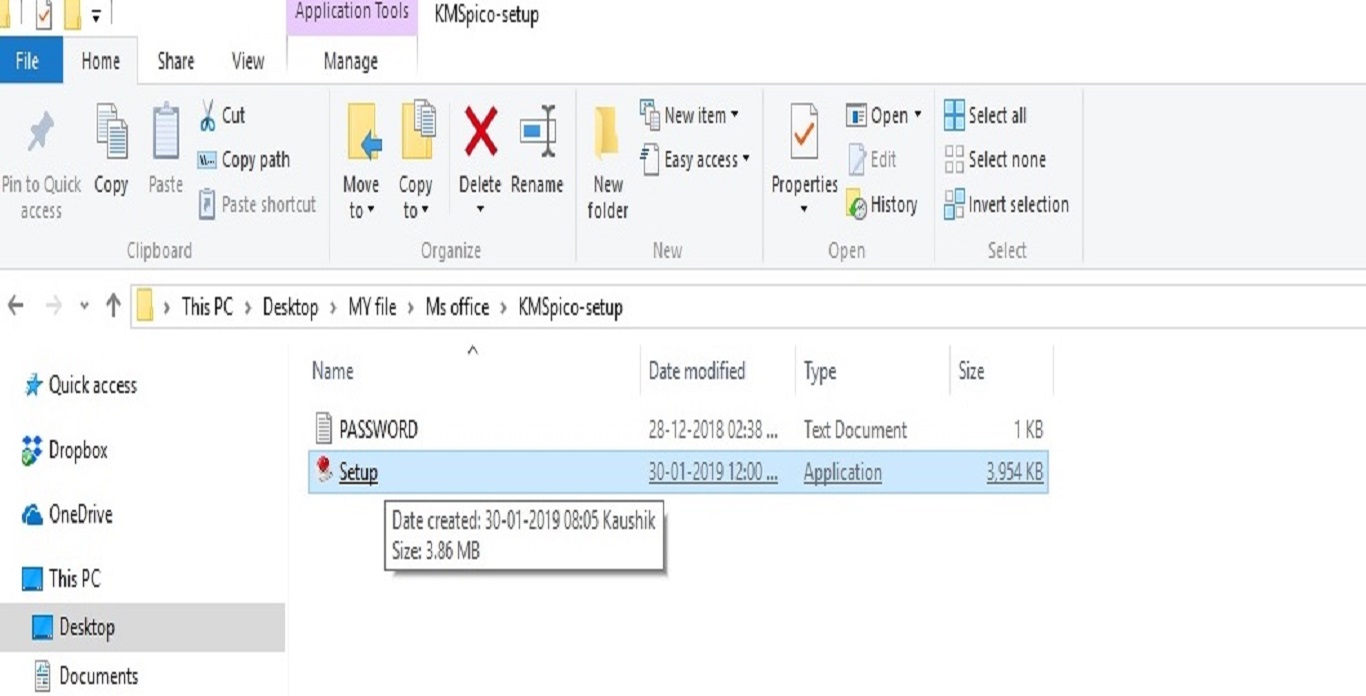 Application Tools
KMSpico-setup
File
Home
Share
View
Manage
Pin to Quick
access
Copy
Paste
Cut
Copy path
Paste shortcut
Clipboard
Move
to
Copy
to
Delete
Rename
Organize
New
folder
New item
Easy access
New
Properties
Open
Edit
History
Open
Select all
Select none
Invert selection
Select
This PC › Desktop › MY file › Ms office › KMSpico-setup
Quick access
Dropbox
OneDrive
This PC
Desktop
Documents
Name Date modified Type Size
PASSWORD 28-12-2018 02:38 ... Text Document 1 KB
Setup 30-01-2019 12:00 ... Application 3,954 KB
Date created: 30-01-2019 08:05 Kaushik
Size: 3.86 MB